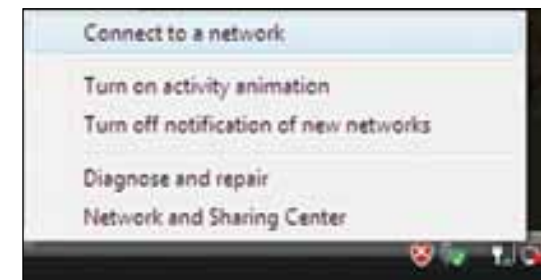 Connect to a network
Turn on activity animation
Turn off notification of new networks
Diagnose and repair
Network and Sharing Center